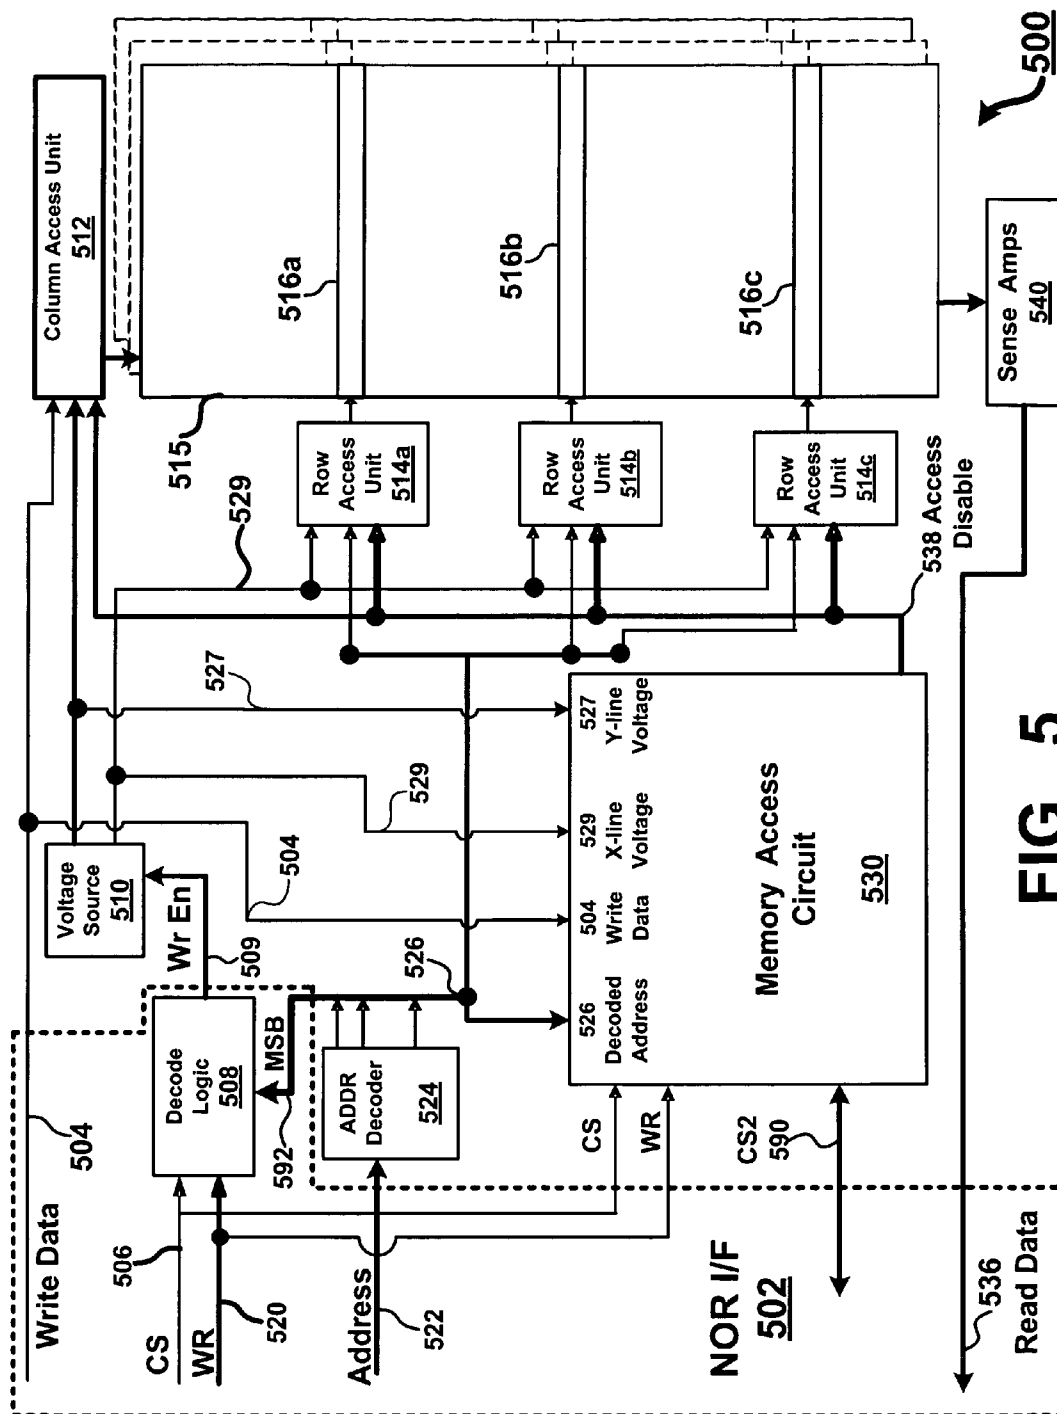 Write Data
504
CS
506
WR
520
Address
522
Decode
Logic
508
Wr En
509
Voltage
Source
510
MSB
592
ADDR
Decoder
524
526
504
529
527
529
Column Access Unit
512
515
516a
516b
516c
Row
Access
Unit
514a
Row
Access
Unit
514b
Row
Access
Unit
514c
526
Decoded
Address
504
Write
Data
529
X-line
Voltage
527
Y-line
Voltage
Memory Access
Circuit
530
CS
WR
CS2
590
538 Access
Disable
Sense Amps
540
NOR I/F
502
536
Read Data
500
FIG 5